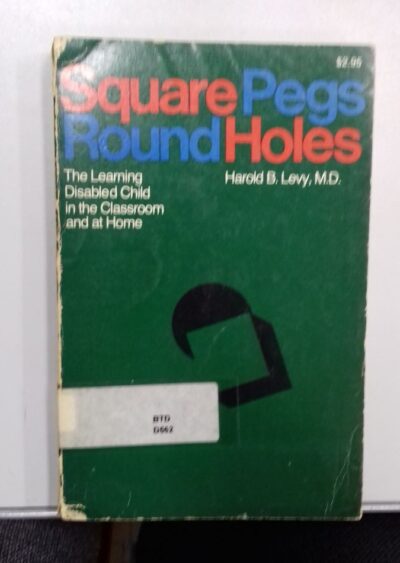 $2.95
Square Pegs
Round Holes
The Learning
Disabled Child
in the Classroom
and at Home
Harold B. Levy, M.D.
BTD
D562